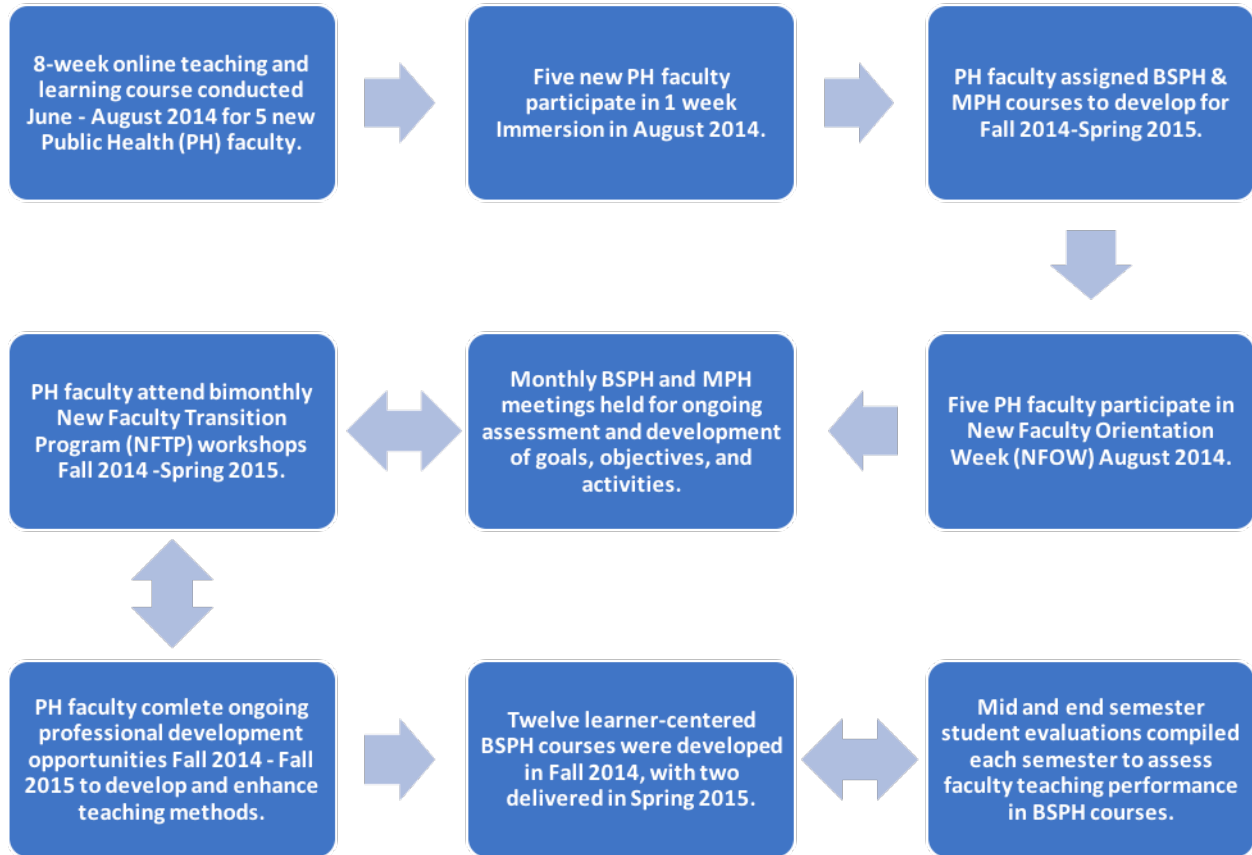 8-week online teaching and
learning course conducted
June - August 2014 for 5 new
Public Health (PH) faculty.
Five new PH faculty
participate in 1 week
Immersion in August 2014.
PH faculty assigned BSPH &
MPH courses to develop for
Fall 2014-Spring 2015.
Five PH faculty participate in
New Faculty Orientation
Week (NFOW) August 2014.
Monthly BSPH and MPH
meetings held for ongoing
assessment and development
of goals, objectives, and
activities.
PH faculty attend bimonthly
New Faculty Transition
Program (NFTP) workshops
Fall 2014 -Spring 2015.
PH faculty comlete ongoing
professional development
opportunities Fall 2014 - Fall
2015 to develop and enhance
teaching methods.
Twelve learner-centered
BSPH courses were developed
in Fall 2014, with two
delivered in Spring 2015.
Mid and end semester
student evaluations compiled
each semester to assess
faculty teaching performance
in BSPH courses.